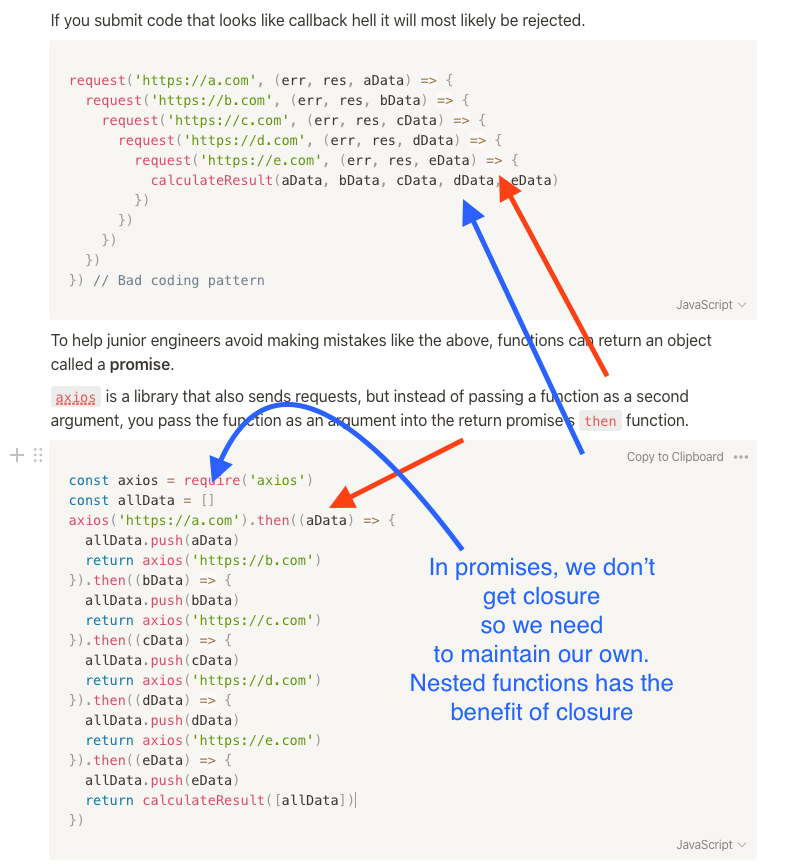 If you submit code that looks like callback hell it will most likely be rejected.
request('https://a.com', (err, res, aData) => {
  request('https://b.com', (err, res, bData) => {
    request('https://c.com', (err, res, cData) => {
      request('https://d.com', (err, res, dData) => {
        request('https://e.com', (err, res, eData) => {
          calculateResult(aData, bData, cData, dData, eData)
        })
      })
    })
  })
}) // Bad coding pattern
JavaScript
To help junior engineers avoid making mistakes like the above, functions can return an object
called a promise.
axios is a library that also sends requests, but instead of passing a function as a second
argument, you pass the function as an argument into the return promise's then function.
Copy to Clipboard
const axios = require('axios')
const allData = []
axios('https://a.com').then((aData) => {
  allData.push(aData)
  return axios('https://b.com')
}).then((bData) => {
  allData.push(bData)
  return axios('https://c.com')
}).then((cData) => {
  allData.push(cData)
  return axios('https://d.com')
}).then((dData) => {
  allData.push(dData)
  return axios('https://e.com')
}).then((eData) => {
  allData.push(eData)
  return calculateResult([allData])
})
In promises, we don't
get closure
so we need
to maintain our own.
Nested functions has the
benefit of closure
JavaScript